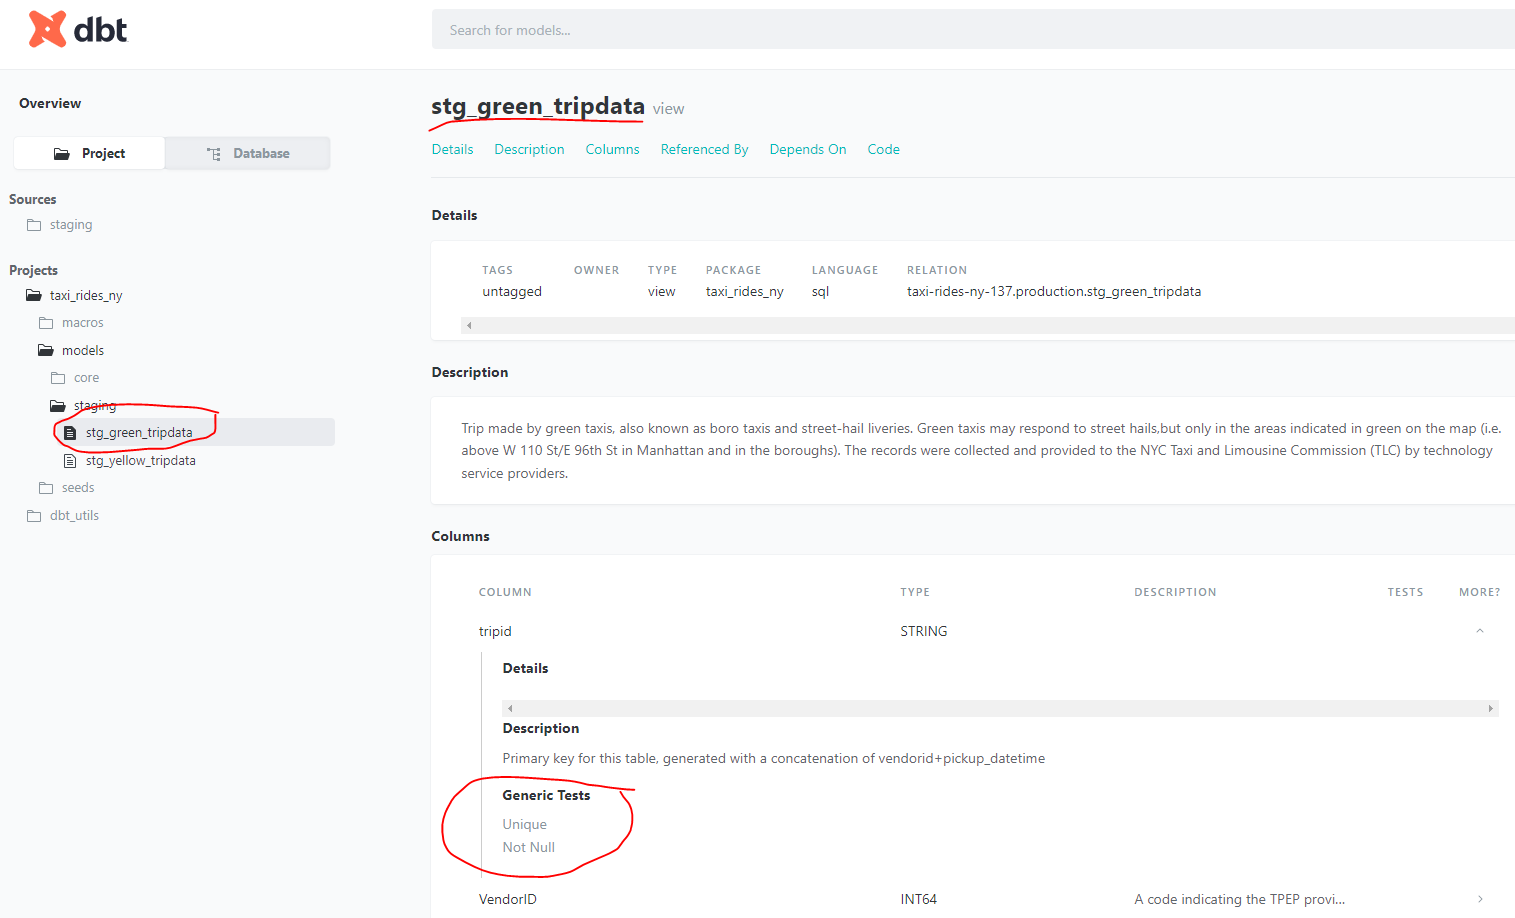 dbt
Search for models...
Overview
Project
Database
Sources
staging
Projects
taxi_rides_ny
macros
models
core
staging
stg_green_tripdata
stg_yellow_tripdata
seeds
dbt_utils
stg_green_tripdata view
Details Description Columns Referenced By Depends On Code
Details
TAGS OWNER TYPE PACKAGE LANGUAGE RELATION
untagged view taxi_rides_ny sql taxi-rides-ny-137.production.stg_green_tripdata
Description
Trip made by green taxis, also known as boro taxis and street-hail liveries. Green taxis may respond to street hails,but only in the areas indicated in green on the map (i.e.
above W 110 St/E 96th St in Manhattan and in the boroughs). The records were collected and provided to the NYC Taxi and Limousine Commission (TLC) by technology
service providers.
Columns
COLUMN TYPE DESCRIPTION TESTS MORE?
tripid STRING
Details
Description
Primary key for this table, generated with a concatenation of vendorid+pickup_datetime
Generic Tests
Unique
Not Null
VendorID INT64 A code indicating the TPEP provi...